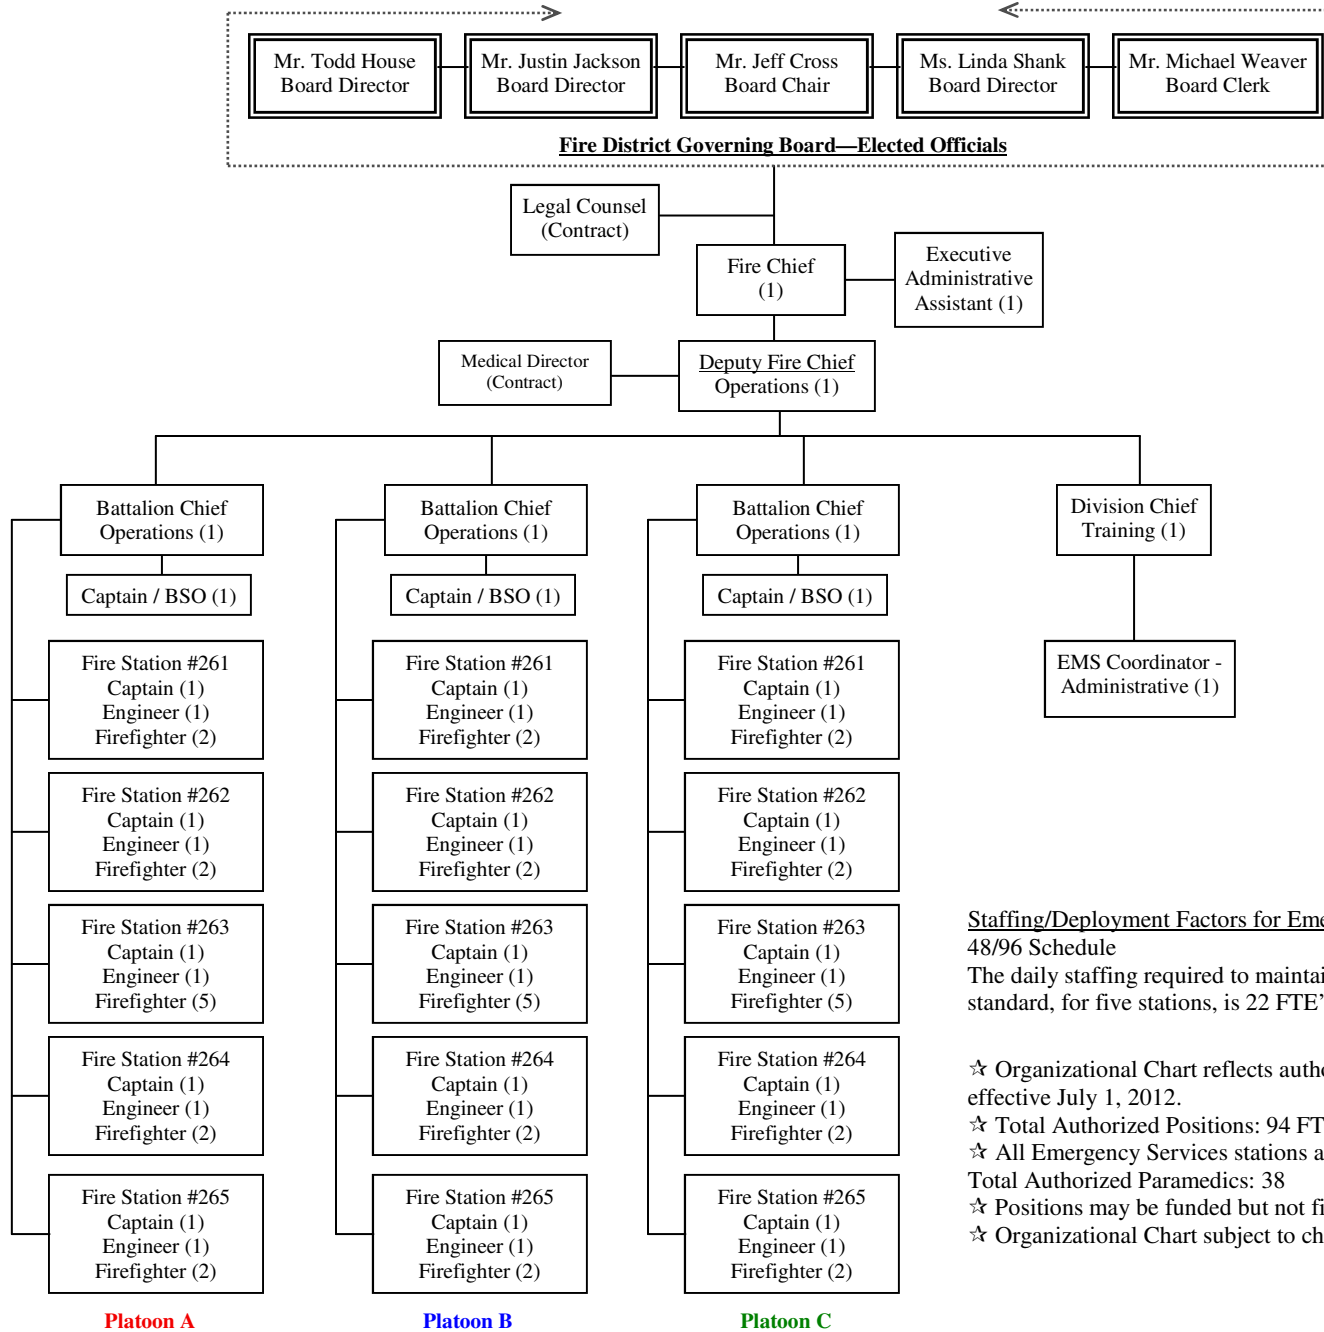 Mr. Todd House
Board Director
Mr. Justin Jackson
Board Director
Mr. Jeff Cross
Board Chair
Ms. Linda Shank
Board Director
Mr. Michael Weaver
Board Clerk
Fire District Governing Board—Elected Officials
Legal Counsel
(Contract)
Fire Chief
(1)
Executive
Administrative
Assistant (1)
Medical Director
(Contract)
Deputy Fire Chief
Operations (1)
Battalion Chief
Operations (1)
Captain / BSO (1)
Fire Station #261
Captain (1)
Engineer (1)
Firefighter (2)
Fire Station #262
Captain (1)
Engineer (1)
Firefighter (2)
Fire Station #263
Captain (1)
Engineer (1)
Firefighter (5)
Fire Station #264
Captain (1)
Engineer (1)
Firefighter (2)
Fire Station #265
Captain (1)
Engineer (1)
Firefighter (2)
Platoon A
Battalion Chief
Operations (1)
Captain / BSO (1)
Fire Station #261
Captain (1)
Engineer (1)
Firefighter (2)
Fire Station #262
Captain (1)
Engineer (1)
Firefighter (2)
Fire Station #263
Captain (1)
Engineer (1)
Firefighter (5)
Fire Station #264
Captain (1)
Engineer (1)
Firefighter (2)
Fire Station #265
Captain (1)
Engineer (1)
Firefighter (2)
Platoon B
Battalion Chief
Operations (1)
Captain / BSO (1)
Fire Station #261
Captain (1)
Engineer (1)
Firefighter (2)
Fire Station #262
Captain (1)
Engineer (1)
Firefighter (2)
Fire Station #263
Captain (1)
Engineer (1)
Firefighter (5)
Fire Station #264
Captain (1)
Engineer (1)
Firefighter (2)
Fire Station #265
Captain (1)
Engineer (1)
Firefighter (2)
Platoon C
Division Chief
Training (1)
EMS Coordinator -
Administrative (1)
Staffing/Deployment Factors for
48/96 Schedule
The daily staffing required to
standard, for five stations, is 22
☆ Organizational Chart reflects
effective July 1, 2012.
☆ Total Authorized Positions: 94
☆ All Emergency Services stations
Total Authorized Paramedics: 38
☆ Positions may be funded but not
☆ Organizational Chart subject to